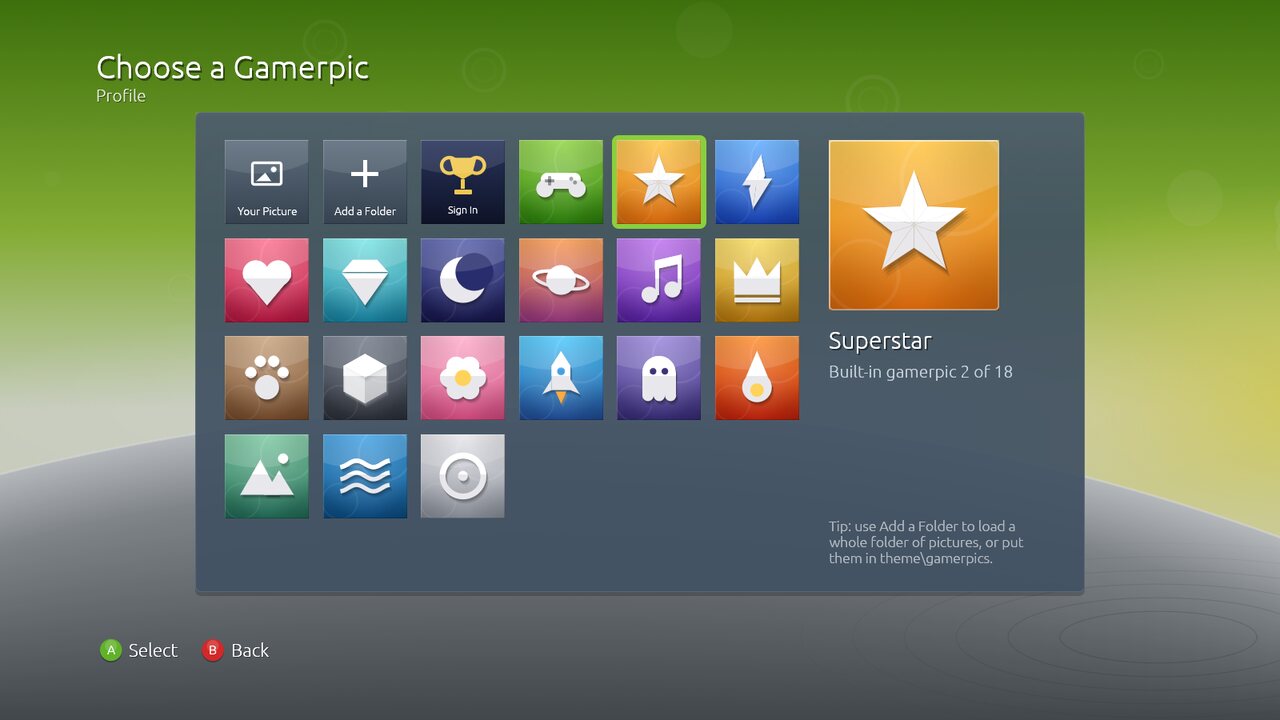 Choose a Gamerpic
Profile
Your Picture
Add a Folder
Sign In
Superstar
Built-in gamerpic 2 of 18
Tip: use Add a Folder to load a
whole folder of pictures, or put
them in theme\gamerpics.
A Select
B Back